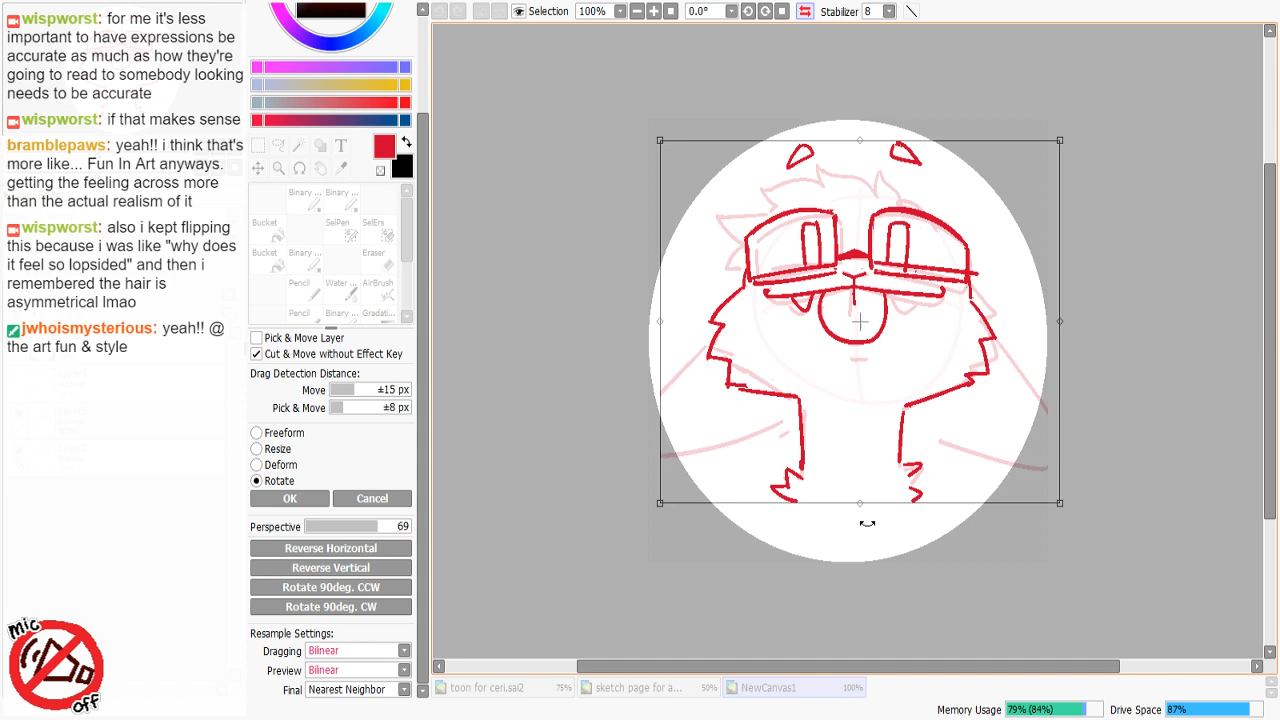 wispworst: for me it's less
important to have expressions be
accurate as much as how they're
going to read to somebody looking
needs to be accurate
wispworst: if that makes sense
bramblepaws: yeah!! i think that's
more like... Fun In Art anyways.
getting the feeling across more
than the actual realism of it
wispworst: also i kept flipping
this because i was like "why does
it feel so lopsided" and then i
remembered the hair is
asymmetrical lmao
jwhoismysterious: yeah!! @
the art fun & style
mic
OFF
T
Binary ...
Binary ...
Bucket
SelPen
SelErs
Bucket
Binary ...
Eraser
Pencil
Water ...
AirBrush
Pencil
Pencil
Gradati...
Pick & Move Layer
Cut & Move without Effect Key
Drag Detection Distance:
Move ±15 px
Pick & Move ±8 px
Freeform
Resize
Deform
Rotate
OK
Cancel
Perspective 69
Reverse Horizontal
Reverse Vertical
Rotate 90deg. CCW
Rotate 90deg. CW
Resample Settings:
Dragging Bilinear
Preview Bilinear
Final Nearest Neighbor
Selection 100% 0.0° Stabilizer 8
toon for ceri.sai2 75%
sketch page for a... 50%
NewCanvas1 100%
Memory Usage 79% (84%)
Drive Space 87%